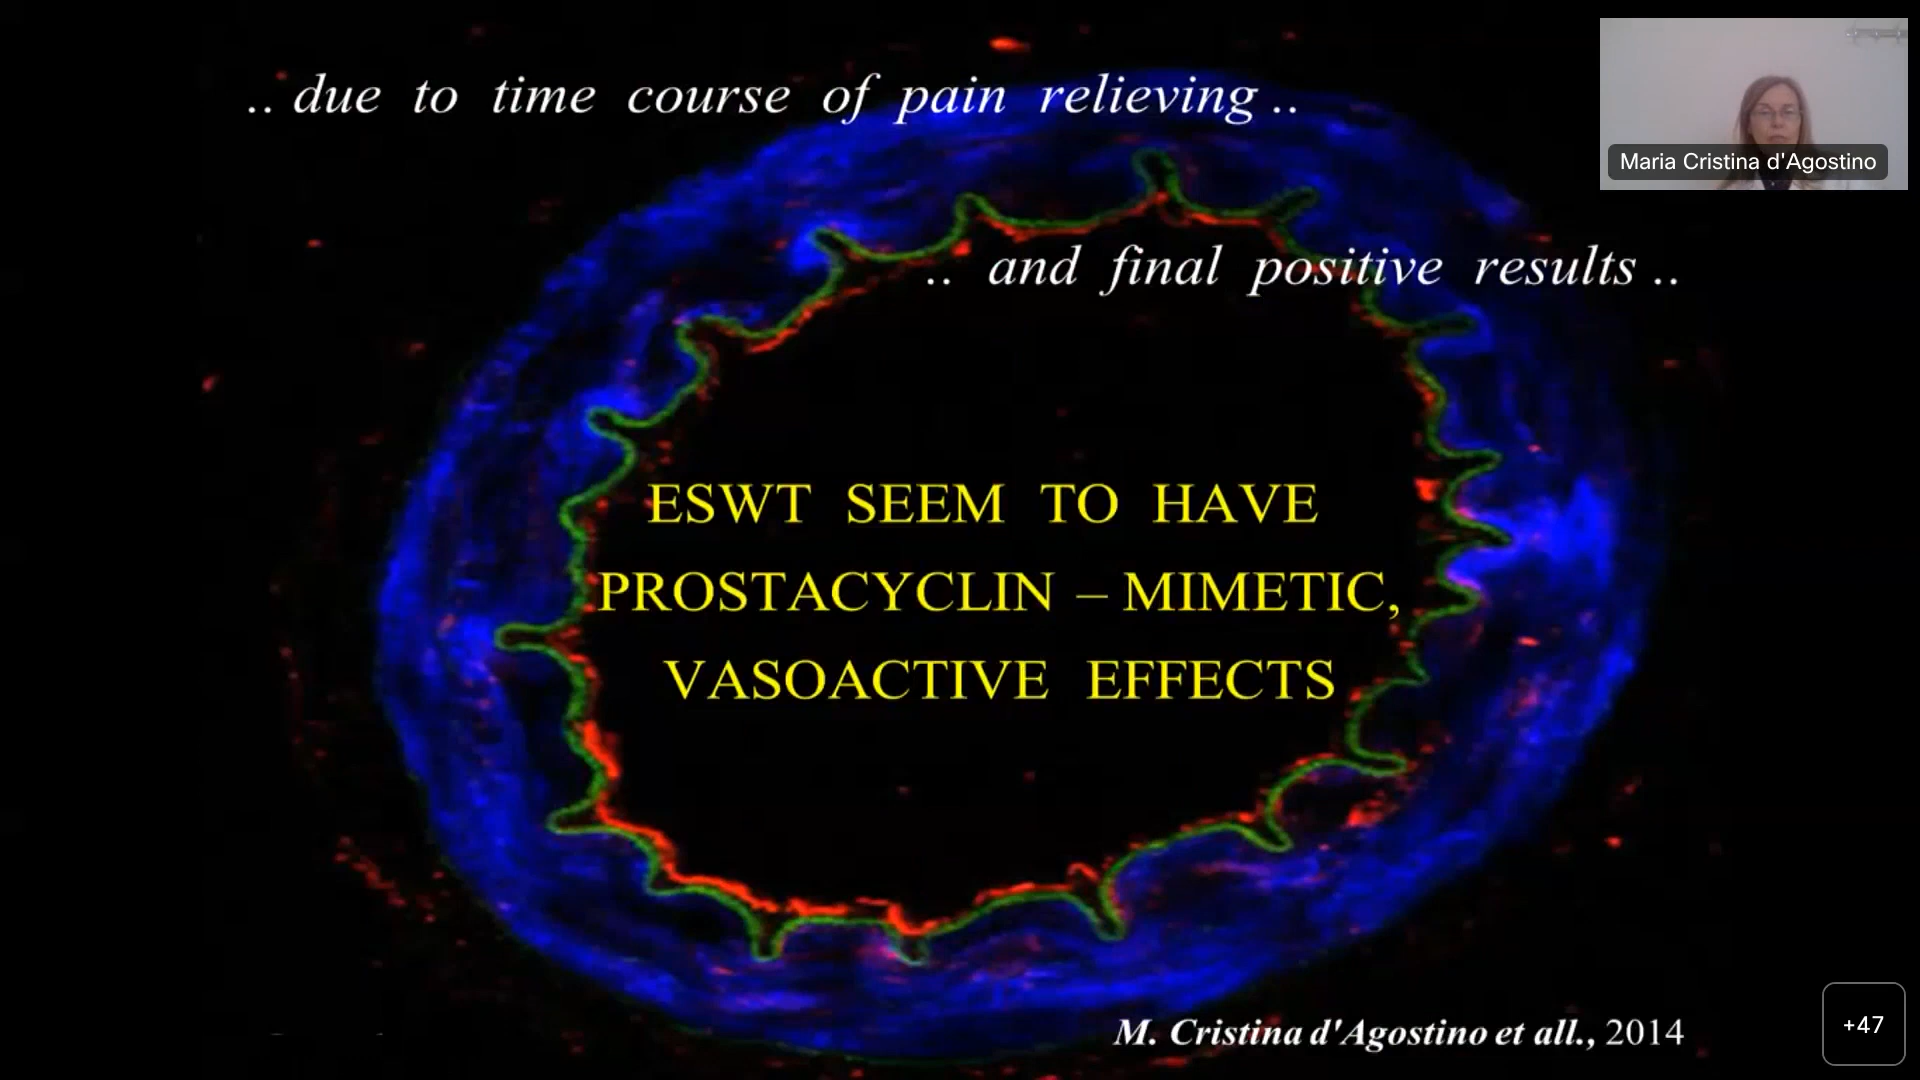 .. due to time course of pain relieving ..
Maria Cristina d'Agostino
.. and final positive results ..
ESWT SEEM TO HAVE
PROSTACYCLIN – MIMETIC,
VASOACTIVE EFFECTS
M. Cristina d'Agostino et all., 2014
+47